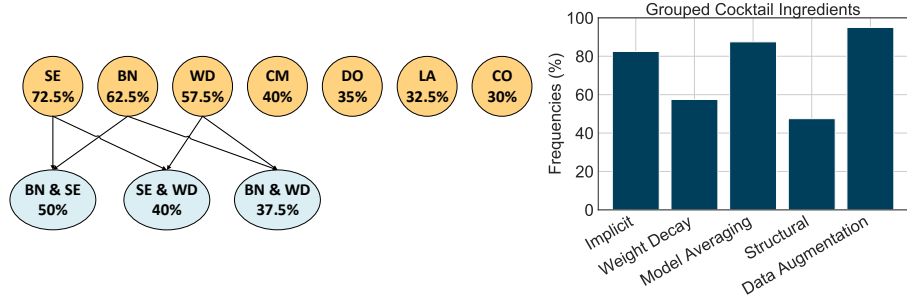 SE
72.5%
BN
62.5%
WD
57.5%
CM
40%
DO
35%
LA
32.5%
CO
30%
BN & SE
50%
SE & WD
40%
BN & WD
37.5%
Grouped Cocktail Ingredients
Frequencies (%)
100
80
60
40
20
0
Implicit
Weight Decay
Model Averaging
Structural
Data Augmentation